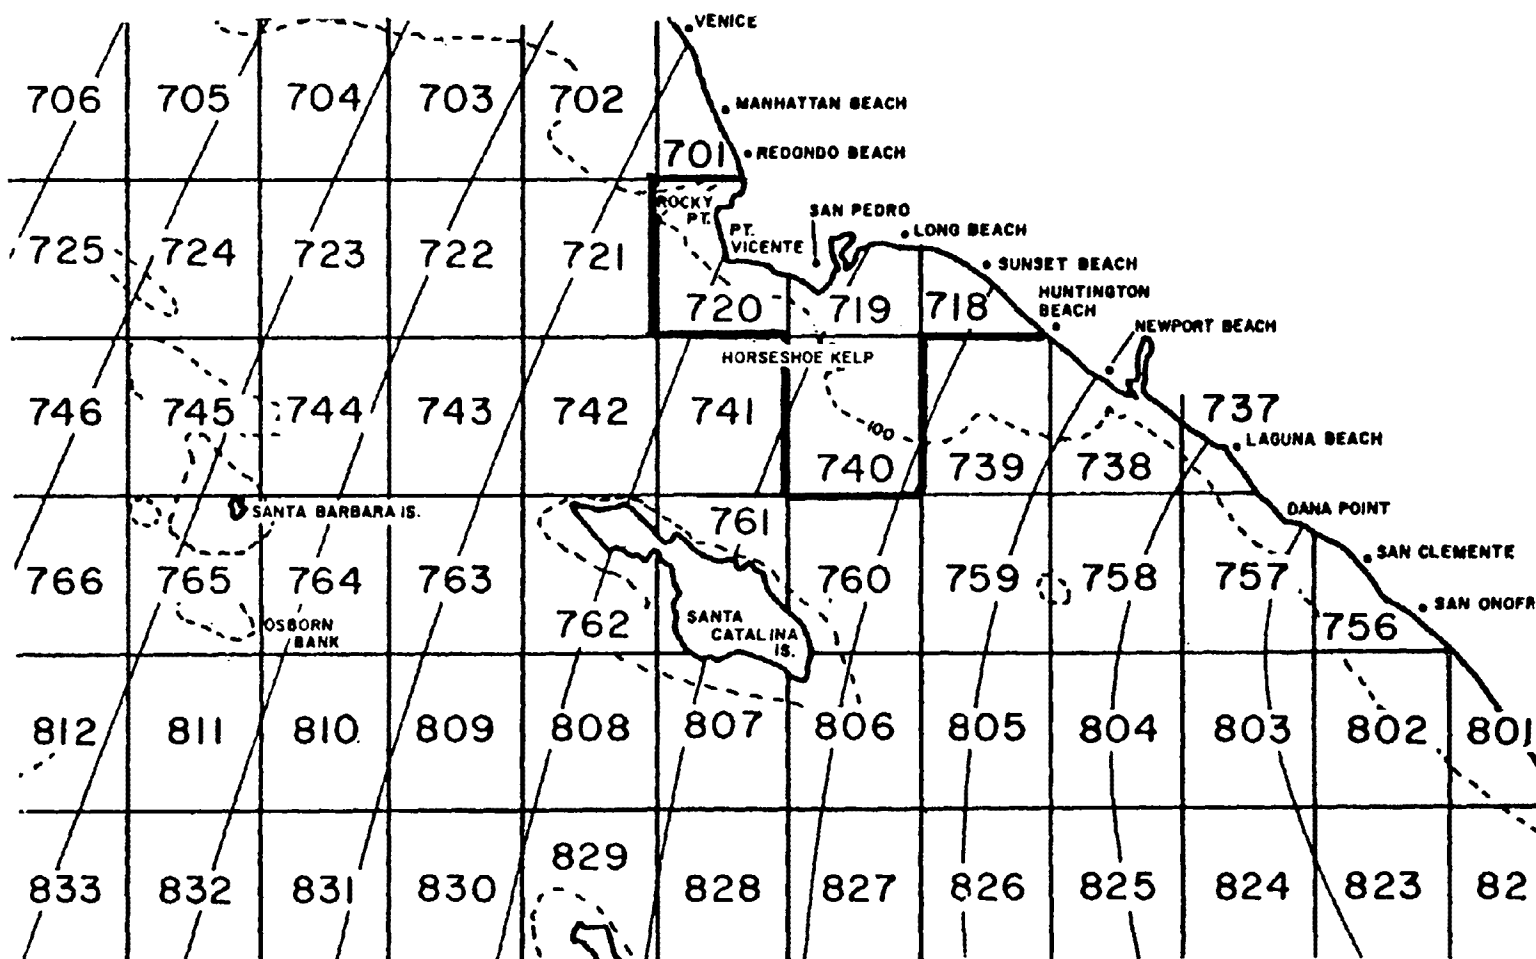 VENICE
706 705 704 703 702
MANHATTAN BEACH
701
REDONDO BEACH
ROCKY
PT.
SAN PEDRO
PT.
VICENTE
LONG BEACH
725 724 723 722 721
SUNSET BEACH
720 719 718
HUNTINGTON
BEACH
NEWPORT BEACH
HORSESHOE KELP
746 745 744 743 742 741
737
100
LAGUNA BEACH
740 739 738
SANTA BARBARA IS.
761
DANA POINT
SAN CLEMENTE
766 765 764 763
760 759 758 757
SAN ONOFR
762
756
OSBORN
BANK
SANTA
CATALINA
IS.
812 811 810 809 808 807 806 805 804 803 802 801
829
833 832 831 830 828 827 826 825 824 823 82